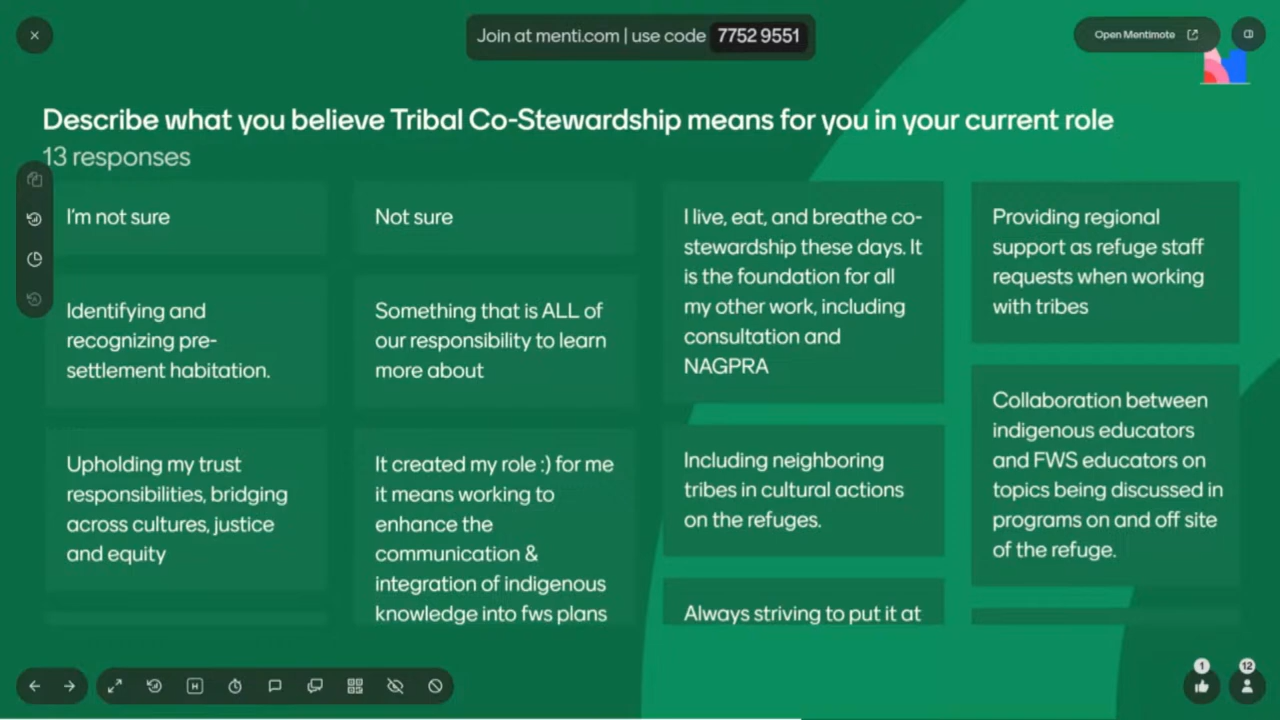 Join at menti.com | use code 7752 9551
Open Mentimote
Describe what you believe Tribal Co-Stewardship means for you in your current role
13 responses
I'm not sure
Identifying and
recognizing pre-
settlement habitation.
Upholding my trust
responsibilities, bridging
across cultures, justice
and equity
Not sure
Something that is ALL of
our responsibility to learn
more about
It created my role :) for me
it means working to
enhance the
communication &
integration of indigenous
knowledge into fws plans
I live, eat, and breathe co-
stewardship these days. It
is the foundation for all
my other work, including
consultation and
NAGPRA
Including neighboring
tribes in cultural actions
on the refuges.
Always striving to put it at
Providing regional
support as refuge staff
requests when working
with tribes
Collaboration between
indigenous educators
and FWS educators on
topics being discussed in
programs on and off site
of the refuge.
H
1
12